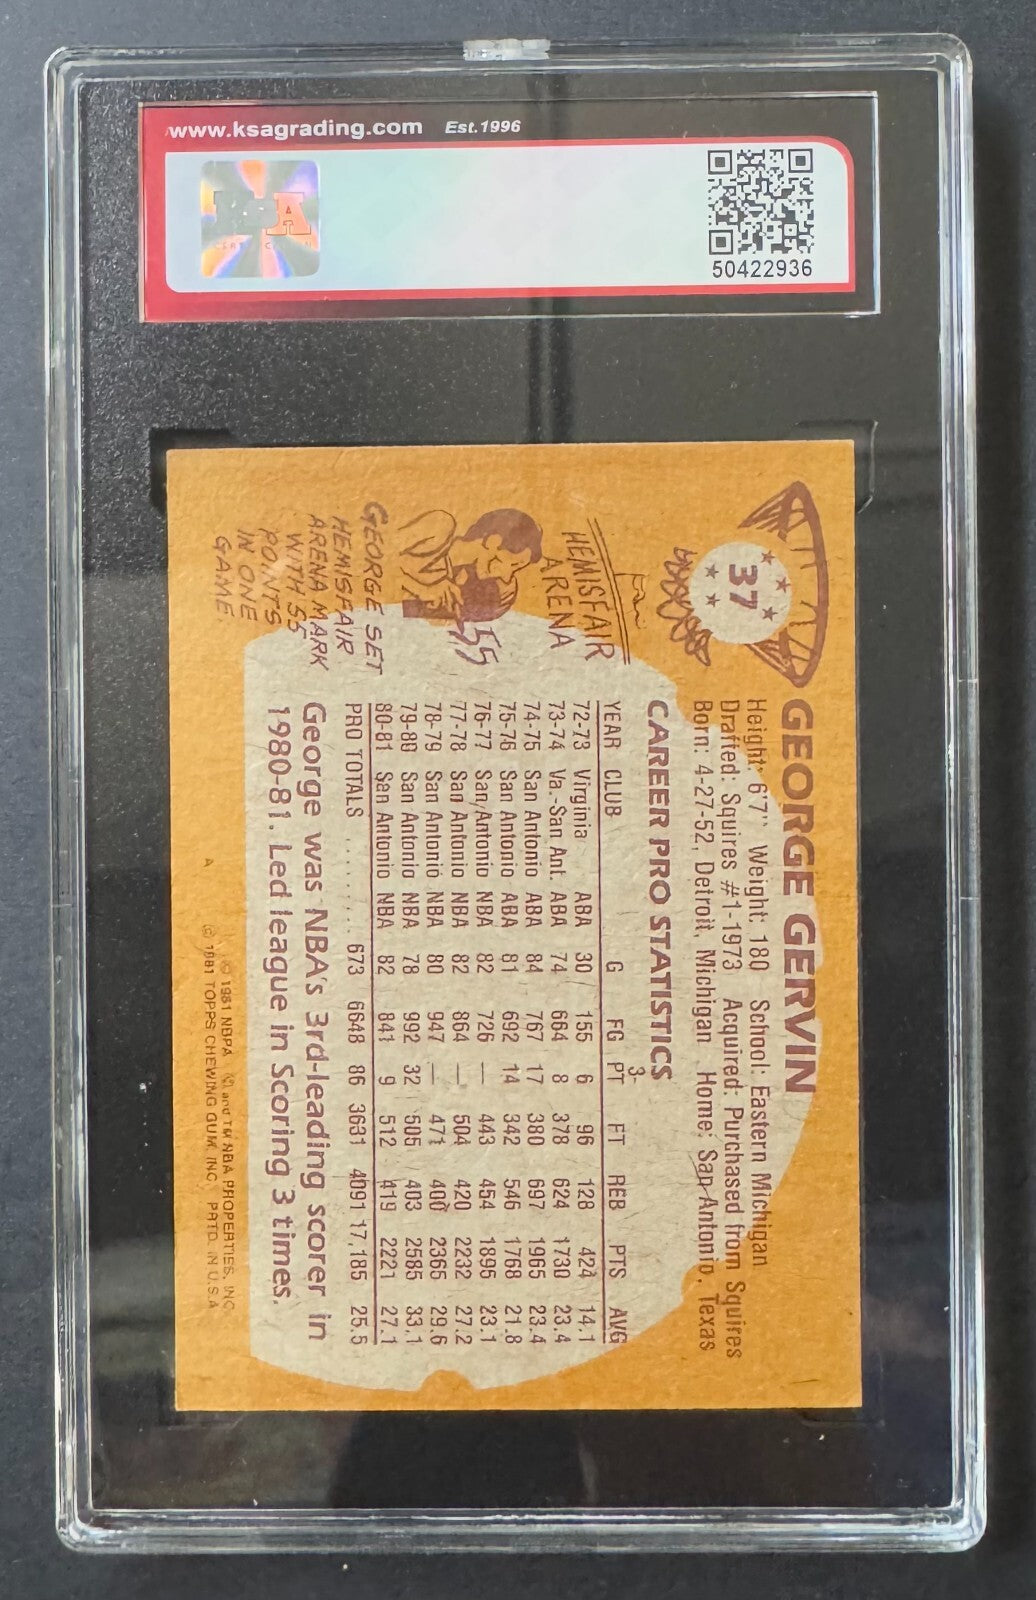 www.ksagrading.com Est.1996
50422936
37
GEORGE GERVIN
Height: 6'7" Weight: 180 School: Eastern Michigan
Drafted: Squires #1-1973 Acquired: Purchased from Squires
Born: 4-27-52, Detroit, Michigan Home: San Antonio, Texas
CAREER PRO STATISTICS
YEAR CLUB G FG 3-PT FT REB PTS AVG
72-73 Virginia ABA 30 155 6 96 128 424 14.1
73-74 Va.-San Ant. ABA 74 664 8 378 624 1730 23.4
74-75 San Antonio ABA 84 767 17 380 697 1965 23.4
75-76 San Antonio ABA 81 692 14 342 546 1768 21.8
76-77 San Antonio NBA 82 726 — 443 454 1895 23.1
77-78 San Antonio NBA 82 864 — 504 420 2232 27.2
78-79 San Antonio NBA 80 947 — 471 400 2365 29.6
79-80 San Antonio NBA 78 992 32 505 403 2585 33.1
80-81 San Antonio NBA 82 841 9 512 419 2221 27.1
PRO TOTALS ........ 673 6648 86 3631 4091 17,185 25.5
George was NBA's 3rd-leading scorer in
1980-81. Led league in Scoring 3 times.
HEMISFAIR
ARENA
55
GEORGE SET
HEMISFAIR
ARENA MARK
WITH 55
POINTS
IN ONE
GAME.
© 1981 NBPA © and TM NBA PROPERTIES, INC.
A © 1981 TOPPS CHEWING GUM, INC. PRTD. IN U.S.A.